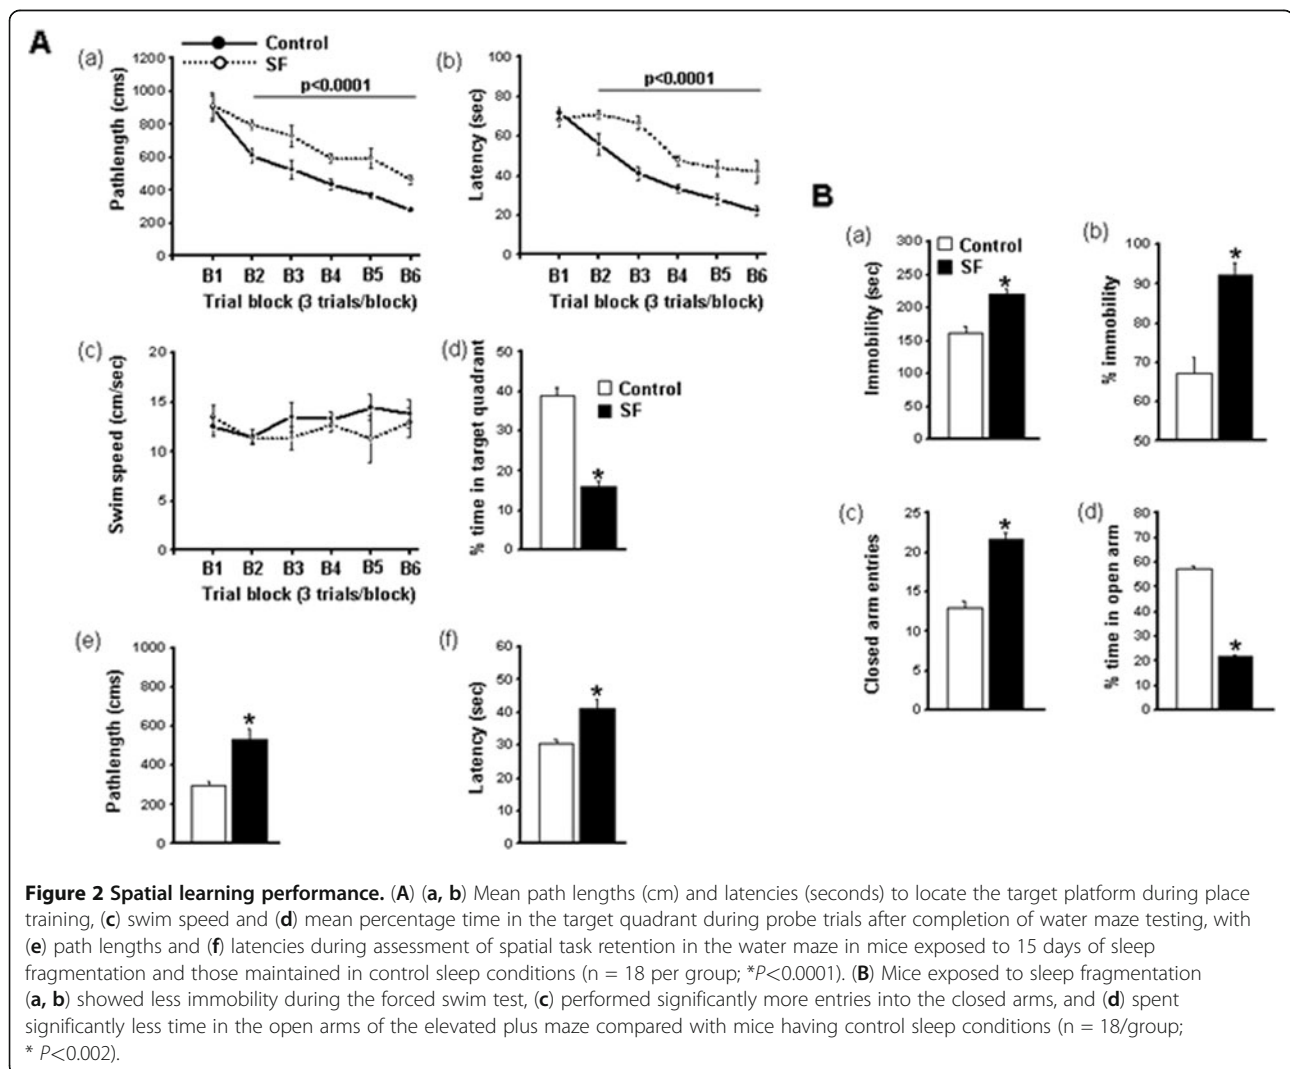 A
Control
SF
(a)
1200
1000
800
600
400
200
0
Pathlength (cms)
p<0.0001
B1 B2 B3 B4 B5 B6
Trial block (3 trials/block)
(b)
100
80
60
40
20
0
Latency (sec)
p<0.0001
B1 B2 B3 B4 B5 B6
Trial block (3 trials/block)
(c)
20
15
10
5
0
Swim speed (cm/sec)
B1 B2 B3 B4 B5 B6
Trial block (3 trials/block)
(d)
50
40
30
20
10
0
% time in target quadrant
Control
SF
*
(e)
1000
800
600
400
200
0
Pathlength (cms)
*
(f)
60
50
40
30
20
10
0
Latency (sec)
*
B
(a)
300
250
200
150
100
50
0
Immobility (sec)
Control
SF
*
(b)
100
90
80
70
60
50
% immobility
*
(c)
25
20
15
10
5
0
Closed arm entries
*
(d)
80
70
60
50
40
30
20
10
0
% time in open arm
*
Figure 2 Spatial learning performance. (A) (a, b) Mean path lengths (cm) and latencies (seconds) to locate the target platform during place
training, (c) swim speed and (d) mean percentage time in the target quadrant during probe trials after completion of water maze testing, with
(e) path lengths and (f) latencies during assessment of spatial task retention in the water maze in mice exposed to 15 days of sleep
fragmentation and those maintained in control sleep conditions (n = 18 per group; *P<0.0001). (B) Mice exposed to sleep fragmentation
(a, b) showed less immobility during the forced swim test, (c) performed significantly more entries into the closed arms, and (d) spent
significantly less time in the open arms of the elevated plus maze compared with mice having control sleep conditions (n = 18/group;
* P<0.002).